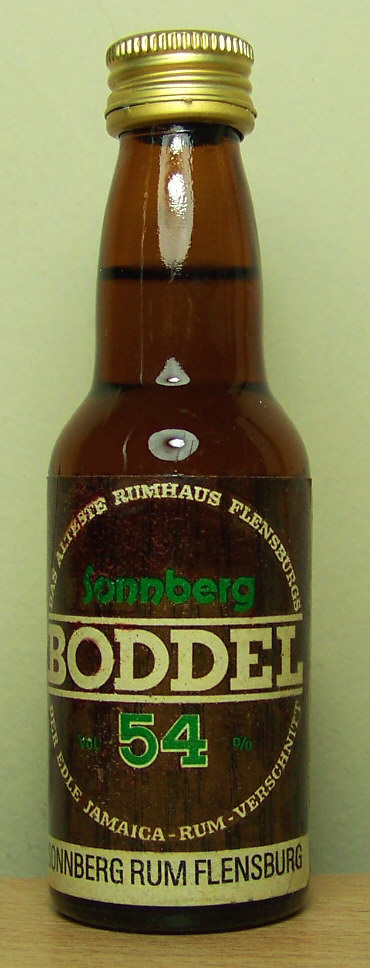 DAS ÄLTESTE RUMHAUS FLENSBURGS
Sonnberg
BODDEL
VOL 54 %
DER EDLE JAMAICA-RUM-VERSCHNITT
SONNBERG RUM FLENSBURG